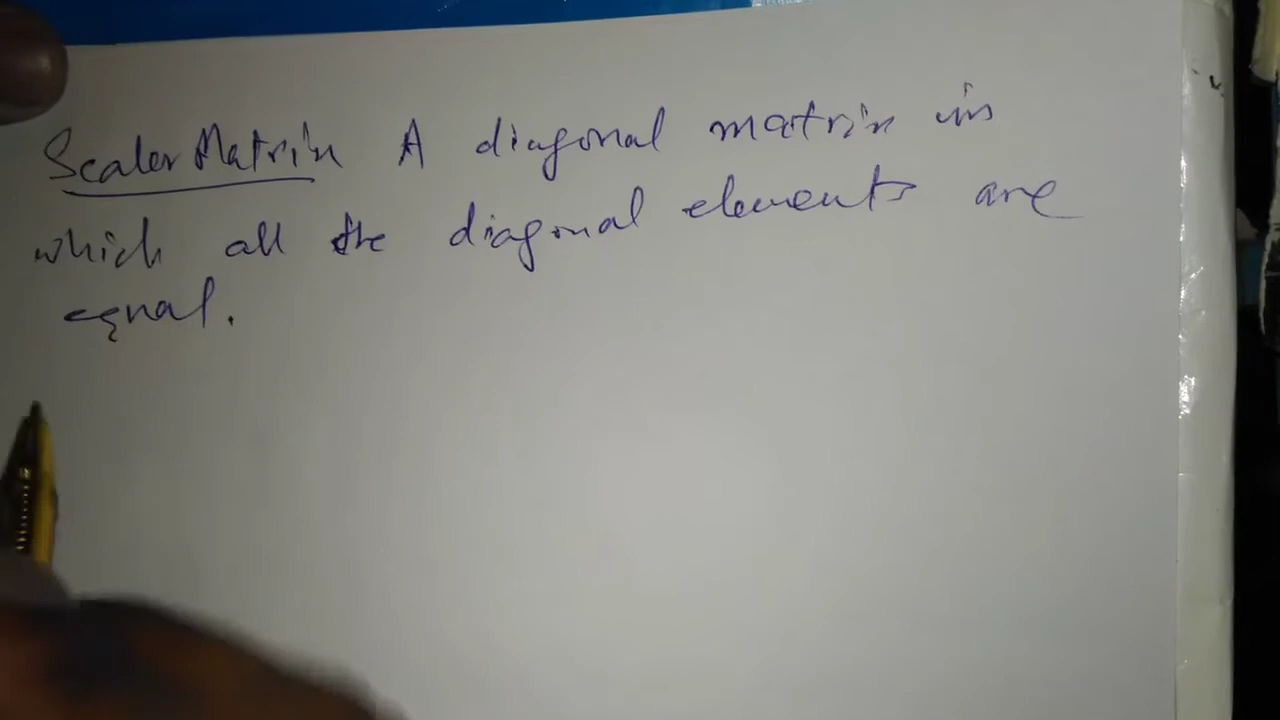 Scaler Matrix A diagonal matrix in
which all the diagonal elements are
equal.